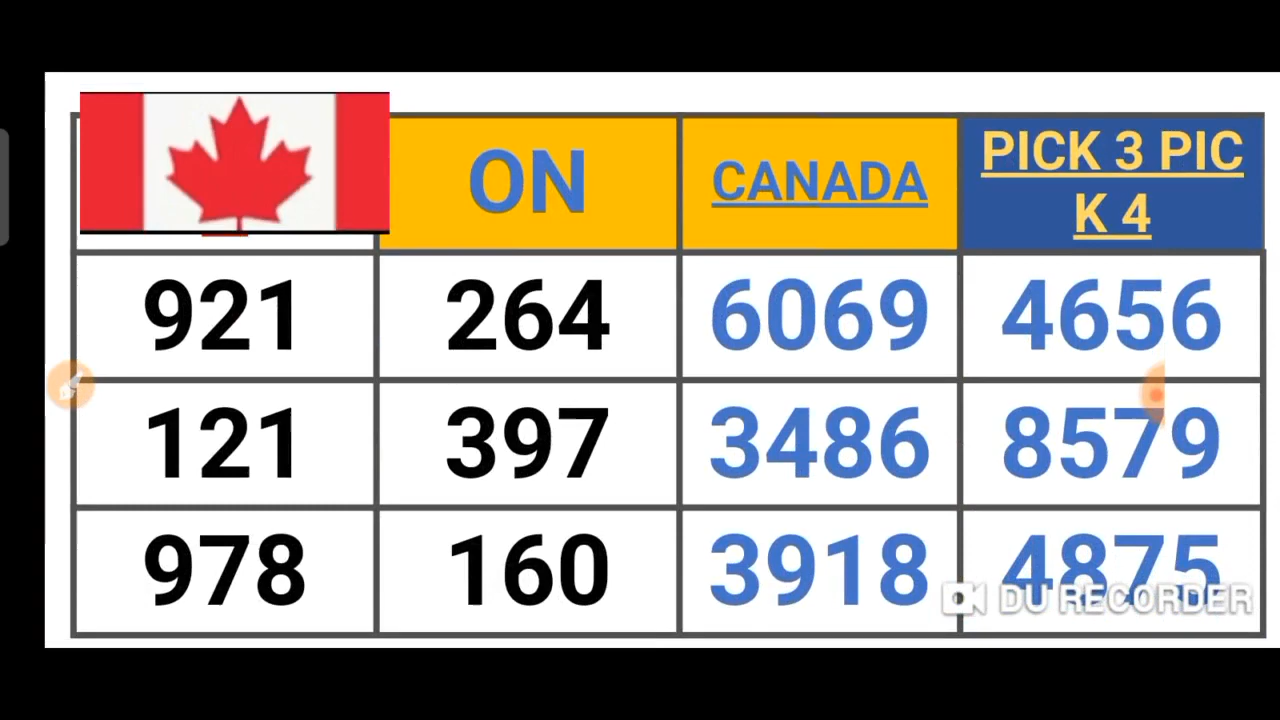 ON
CANADA
PICK 3 PIC
K 4
921 264 6069 4656
121 397 3486 8579
978 160 3918 4875
DU RECORDER